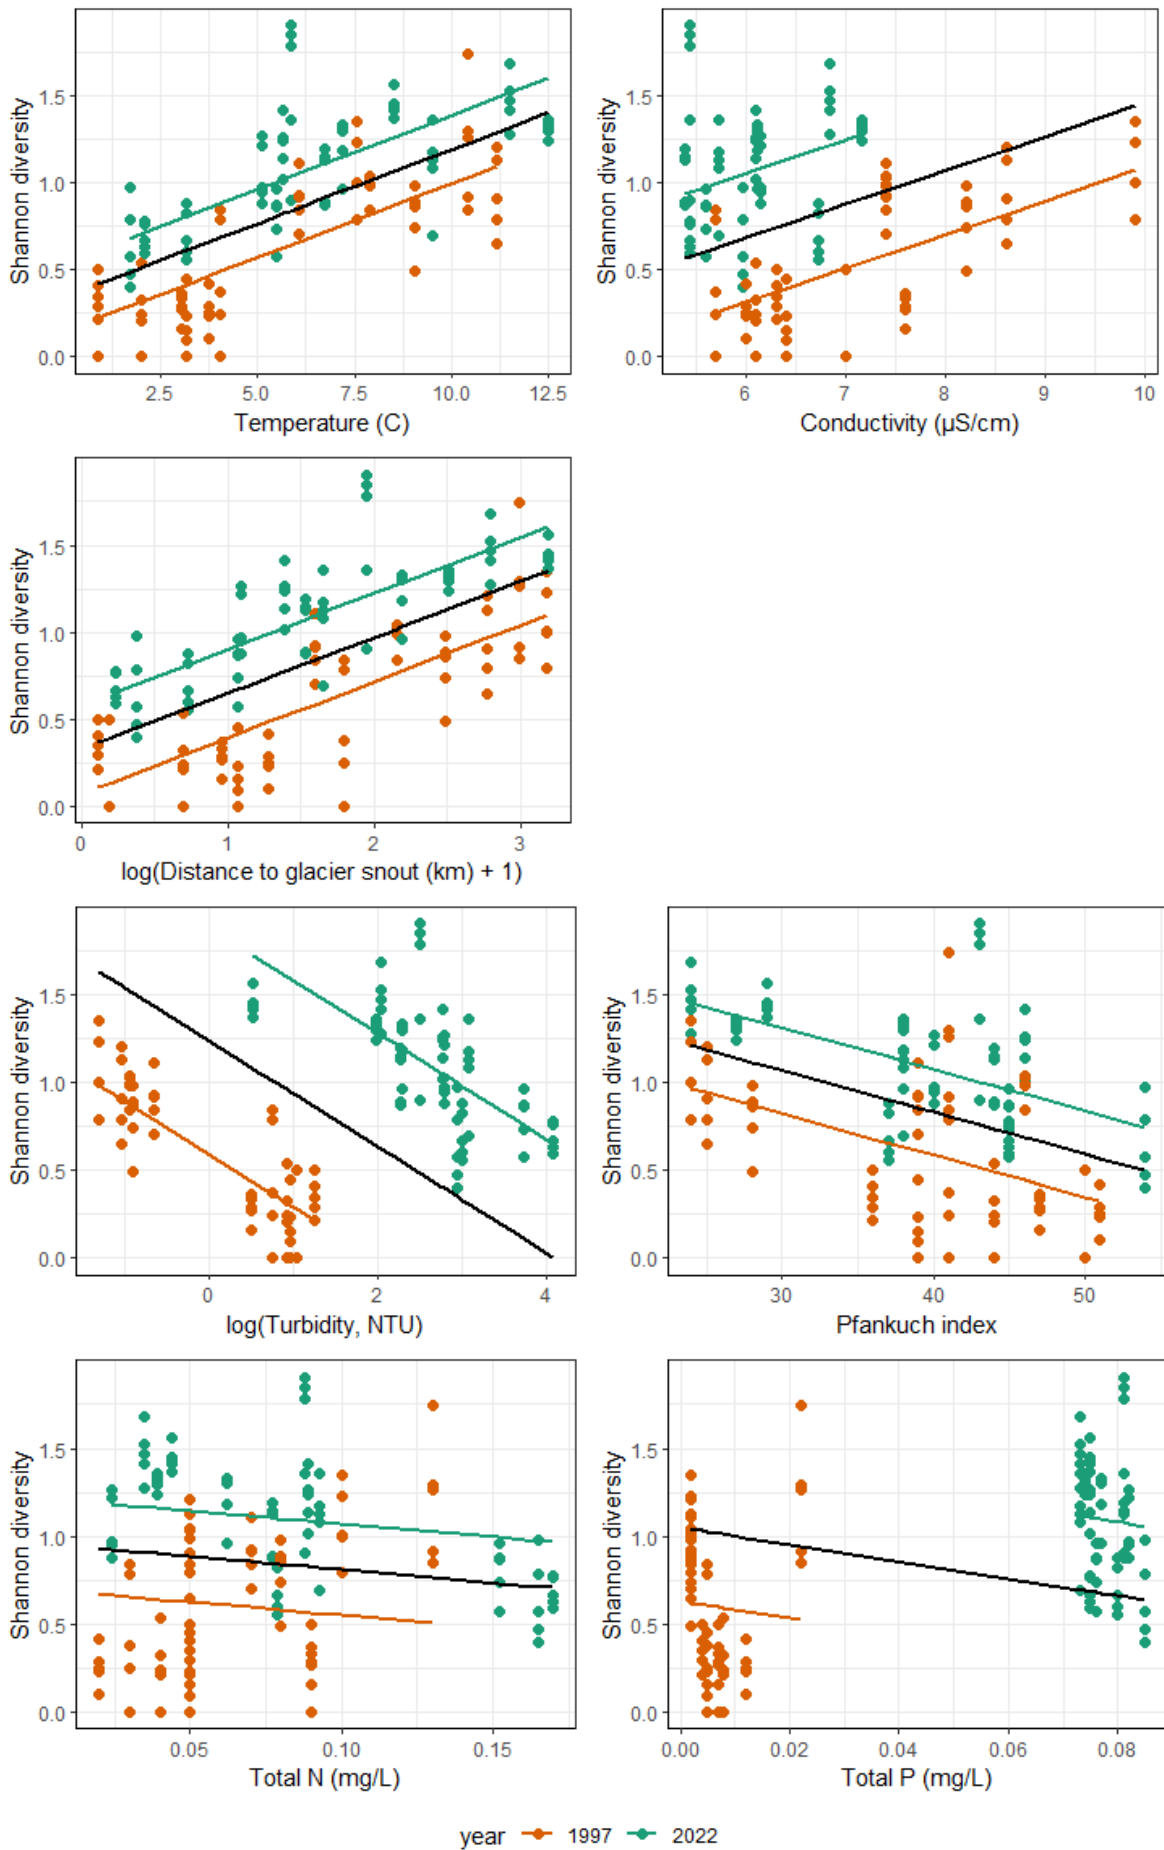 Shannon diversity
1.5
1.0
0.5
0.0
2.5 5.0 7.5 10.0 12.5
Temperature (C)
Shannon diversity
1.5
1.0
0.5
0.0
6 7 8 9 10
Conductivity (µS/cm)
Shannon diversity
1.5
1.0
0.5
0.0
0 1 2 3
log(Distance to glacier snout (km) + 1)
Shannon diversity
1.5
1.0
0.5
0.0
0 2 4
log(Turbidity, NTU)
Shannon diversity
1.5
1.0
0.5
0.0
30 40 50
Pfankuch index
Shannon diversity
1.5
1.0
0.5
0.0
0.05 0.10 0.15
Total N (mg/L)
Shannon diversity
1.5
1.0
0.5
0.0
0.00 0.02 0.04 0.06 0.08
Total P (mg/L)
year 1997 2022